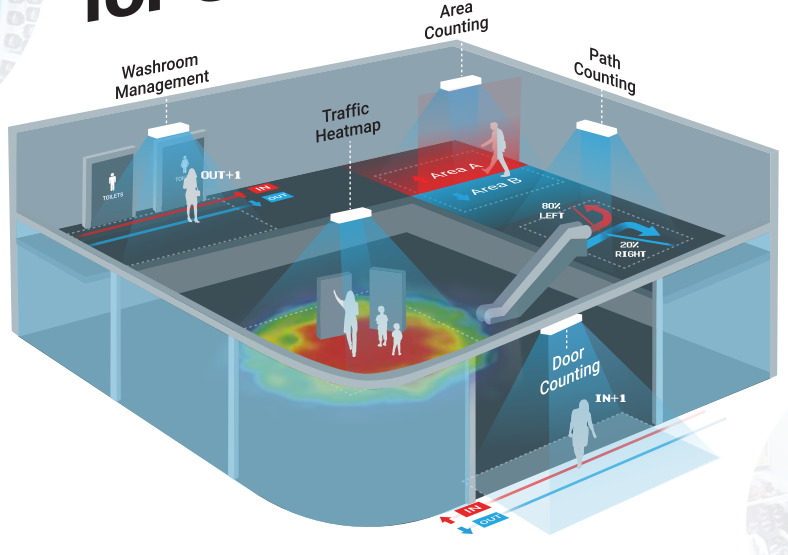 Area
Counting
Washroom
Management
Path
Counting
Traffic
Heatmap
TOILETS
OUT+1
IN
OUT
Area A
Area B
80%
LEFT
20%
RIGHT
Door
Counting
IN+1
IN
OUT